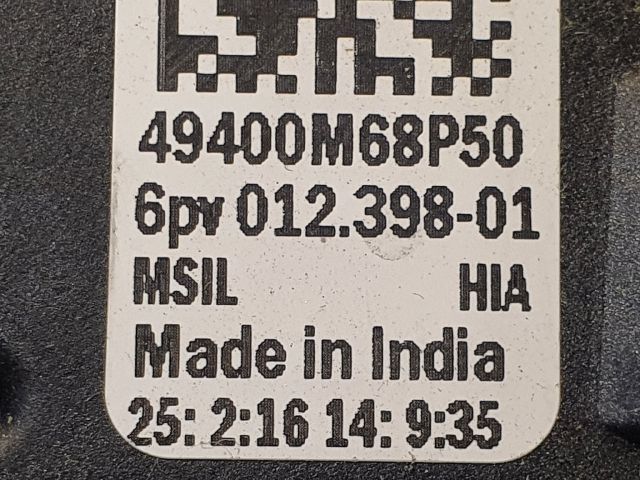 49400M68P50
6pv 012.398-01
MSIL HIA
Made in India
25: 2:16 14: 9:35